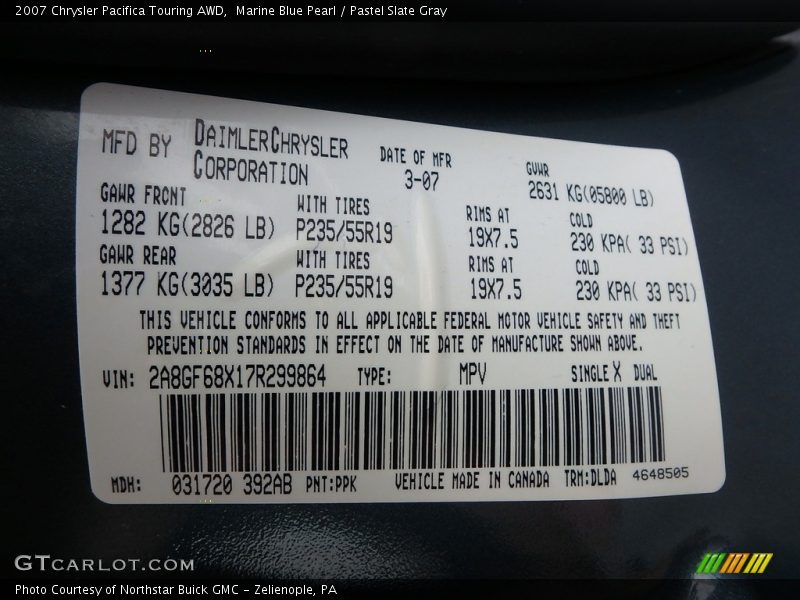 2007 Chrysler Pacifica Touring AWD,  Marine Blue Pearl / Pastel Slate Gray
MFD BY DAIMLERCHRYSLER CORPORATION DATE OF MFR 3-07 GVWR 2631 KG(05800 LB)
GAWR FRONT WITH TIRES RIMS AT COLD
1282 KG(2826 LB) P235/55R19 19X7.5 230 KPA( 33 PSI)
GAWR REAR WITH TIRES RIMS AT COLD
1377 KG(3035 LB) P235/55R19 19X7.5 230 KPA( 33 PSI)
THIS VEHICLE CONFORMS TO ALL APPLICABLE FEDERAL MOTOR VEHICLE SAFETY AND THEFT
PREVENTION STANDARDS IN EFFECT ON THE DATE OF MANUFACTURE SHOWN ABOVE.
VIN: 2A8GF68X17R299864 TYPE: MPV SINGLE X DUAL
MDH: 031720 392AB PNT:PPK VEHICLE MADE IN CANADA TRM:DLDA 4648505
GTCARLOT.COM
Photo Courtesy of Northstar Buick GMC - Zelienople, PA